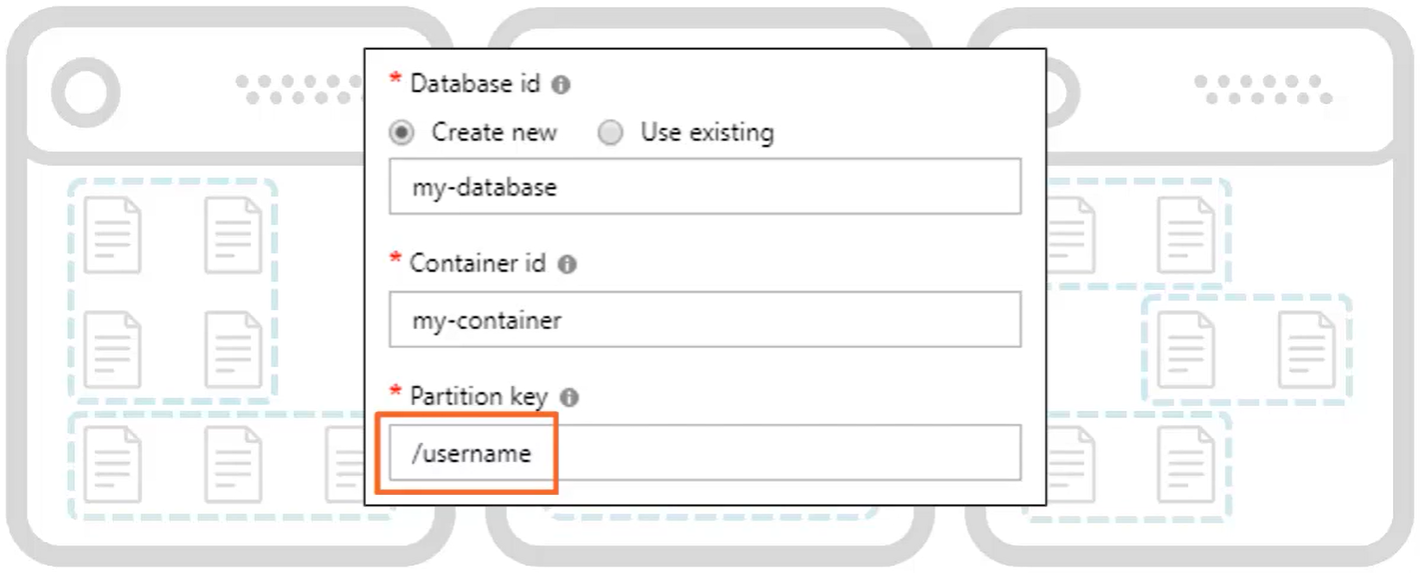 * Database id
Create new Use existing
my-database
* Container id
my-container
* Partition key
/username